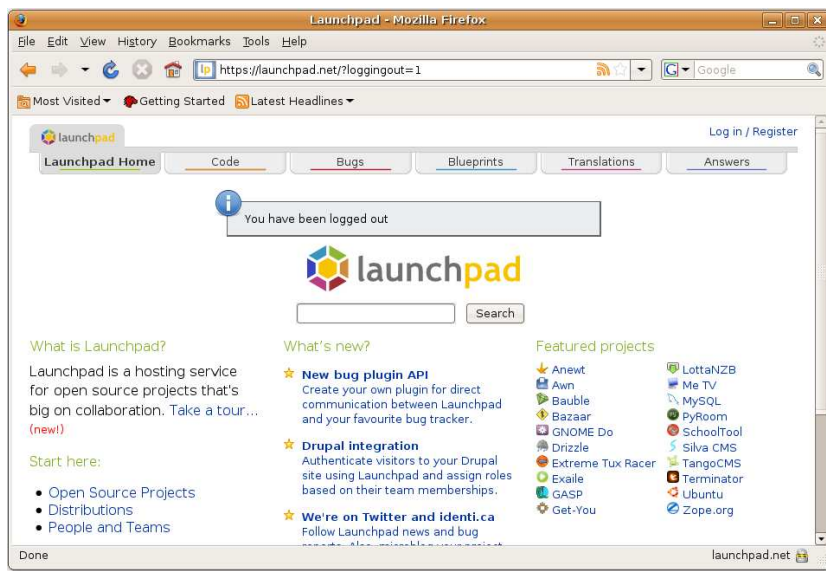 Launchpad - Mozilla Firefox
File Edit View History Bookmarks Tools Help
lp https://launchpad.net/?loggingout=1
G Google
Most Visited Getting Started Latest Headlines
launchpad
Log in / Register
Launchpad Home Code Bugs Blueprints Translations Answers
You have been logged out
launchpad
Search
What is Launchpad?
Launchpad is a hosting service
for open source projects that's
big on collaboration. Take a tour...
(new!)
Start here:
Open Source Projects
Distributions
People and Teams
What's new?
New bug plugin API
Create your own plugin for direct
communication between Launchpad
and your favourite bug tracker.
Drupal integration
Authenticate visitors to your Drupal
site using Launchpad and assign roles
based on their team memberships.
We're on Twitter and identi.ca
Follow Launchpad news and bug
reports. Also, microblog your project
Featured projects
Anewt
Awn
Bauble
Bazaar
GNOME Do
Drizzle
Extreme Tux Racer
Exaile
GASP
Get-You
LottaNZB
Me TV
MySQL
PyRoom
SchoolTool
Silva CMS
TangoCMS
Terminator
Ubuntu
Zope.org
Done
launchpad.net